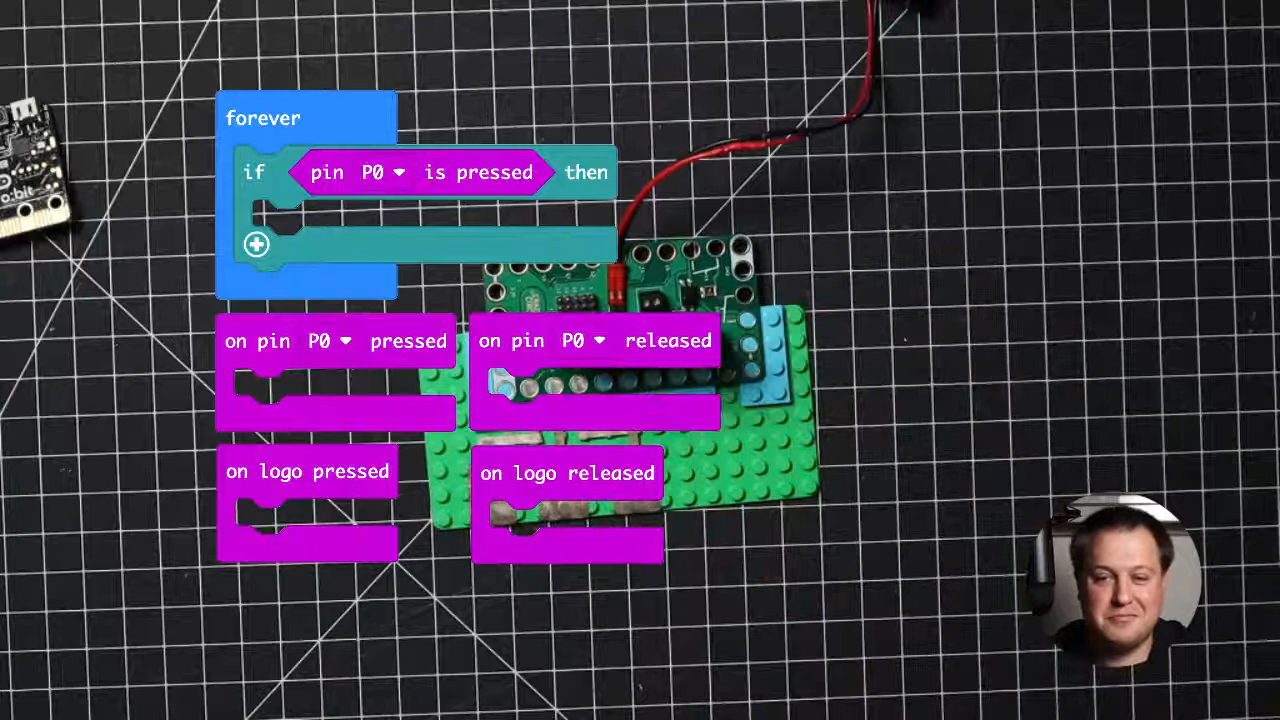 forever
if pin P0 is pressed then
on pin P0 pressed
on pin P0 released
on logo pressed
on logo released
o:bit